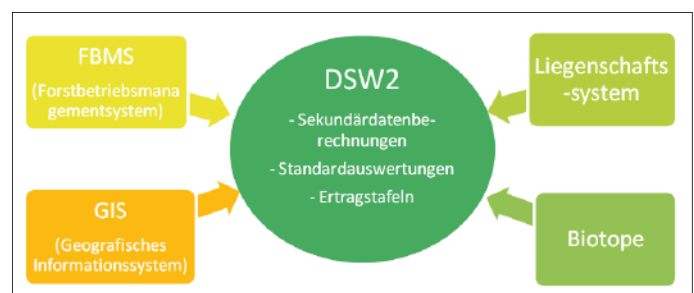 FBMS
(Forstbetriebsmana
gementsystem)
GIS
(Geografisches
Informationssystem)
DSW2
- Sekundärdatenbe-
rechnungen
- Standardauswertungen
- Ertragstafeln
Liegenschafts
-system
Biotope